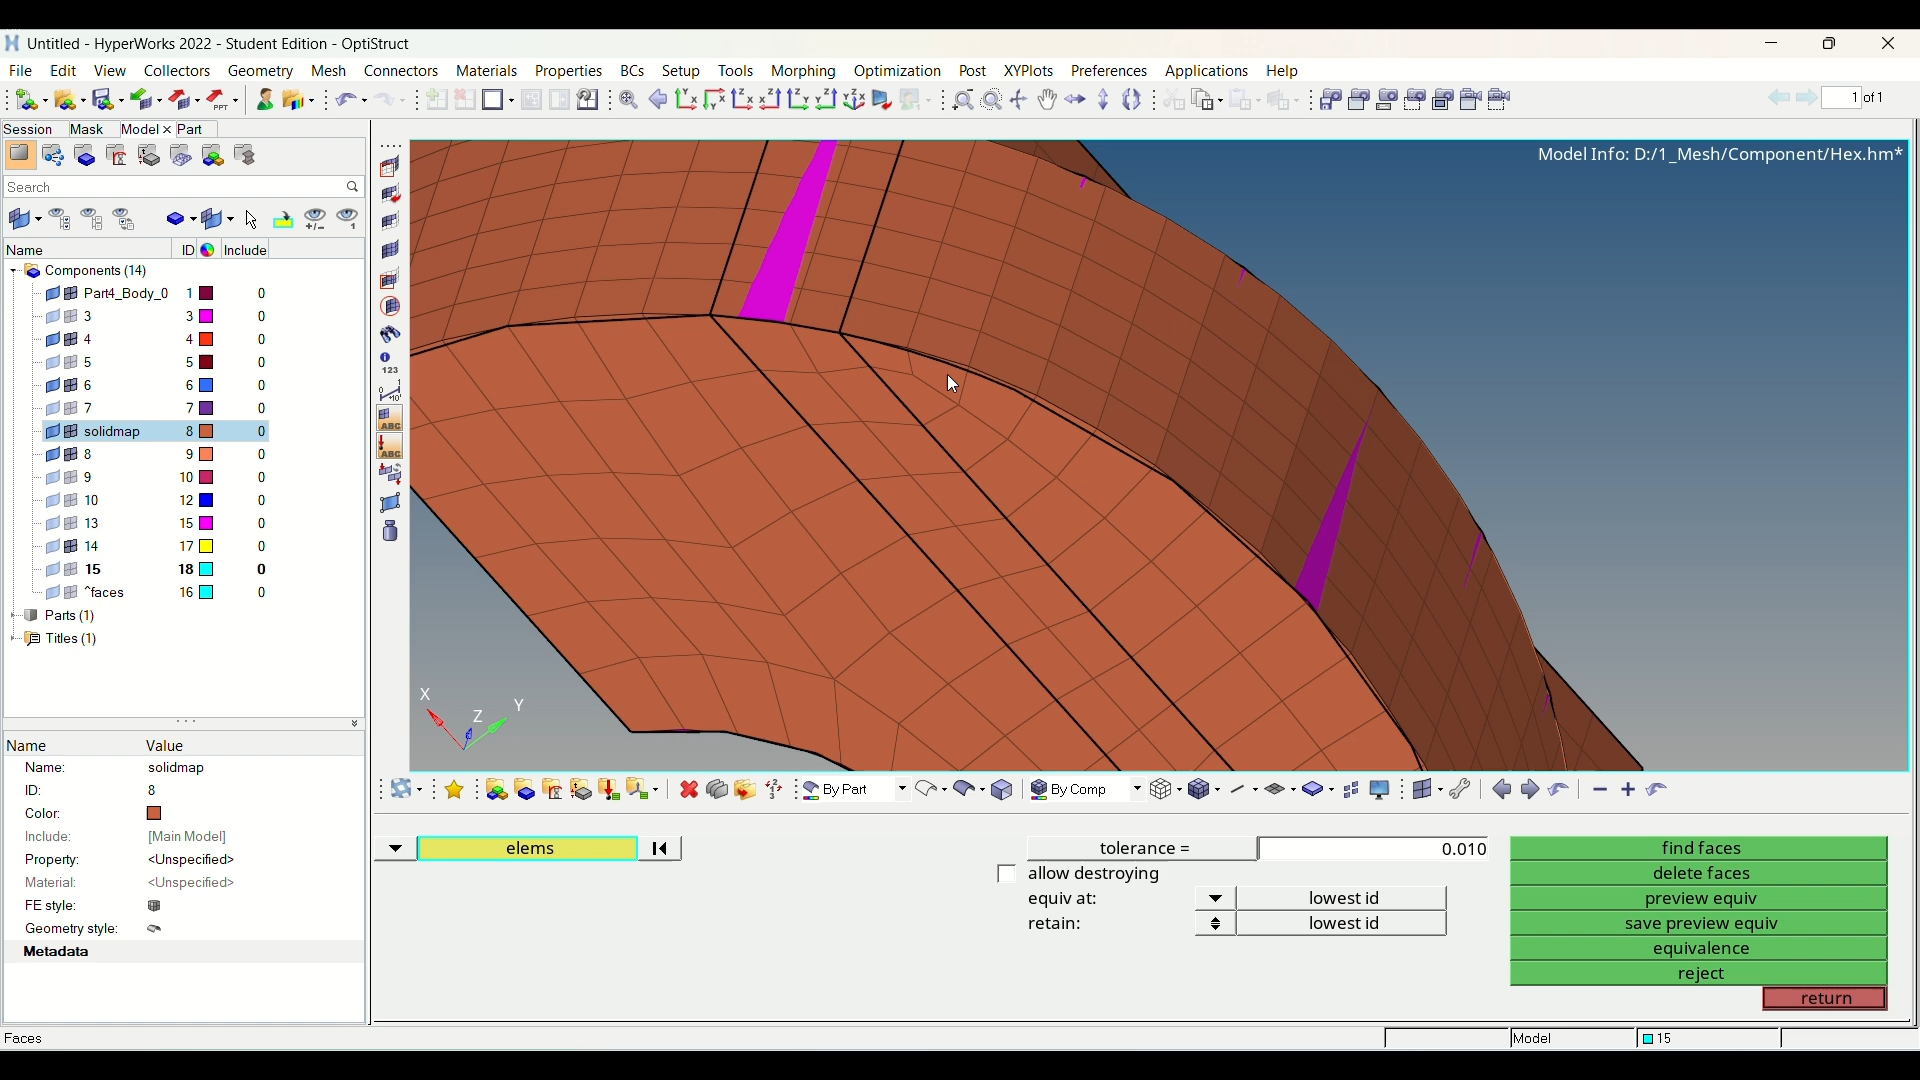 Untitled - HyperWorks 2022 - Student Edition - OptiStruct
File Edit View Collectors Geometry Mesh Connectors Materials Properties BCs Setup Tools Morphing Optimization Post XYPlots Preferences Applications Help
1 of 1
Session Mask Model × Part
Search
Name ID Include
Components (14)
Part4_Body_0 1 0
3 3 0
4 4 0
5 5 0
6 6 0
7 7 0
solidmap 8 0
8 9 0
9 10 0
10 12 0
13 15 0
14 17 0
15 18 0
^faces 16 0
Parts (1)
Titles (1)
Name Value
Name: solidmap
ID: 8
Color:
Include: [Main Model]
Property: <Unspecified>
Material: <Unspecified>
FE style:
Geometry style:
Metadata
123
ABC
ABC
Model Info: D:/1_Mesh/Component/Hex.hm*
X
Z
Y
By Part
By Comp
elems
tolerance = 0.010
allow destroying
equiv at: lowest id
retain: lowest id
find faces
delete faces
preview equiv
save preview equiv
equivalence
reject
return
Faces
Model
15